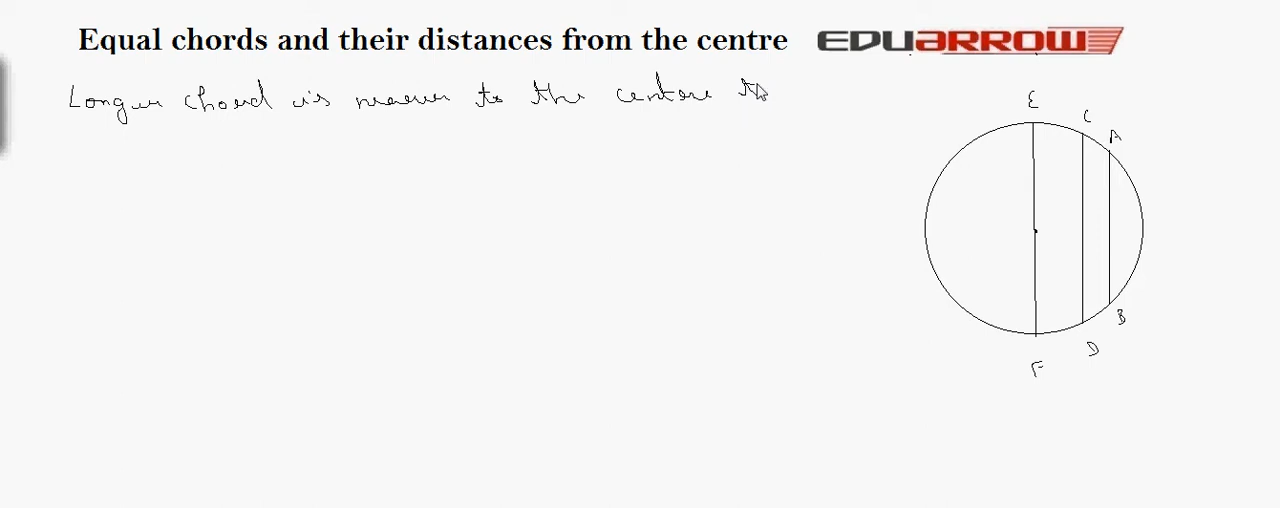 Equal chords and their distances from the centre EDUARROW
Longer chord is nearer to the centre
E
C
A
B
D
F